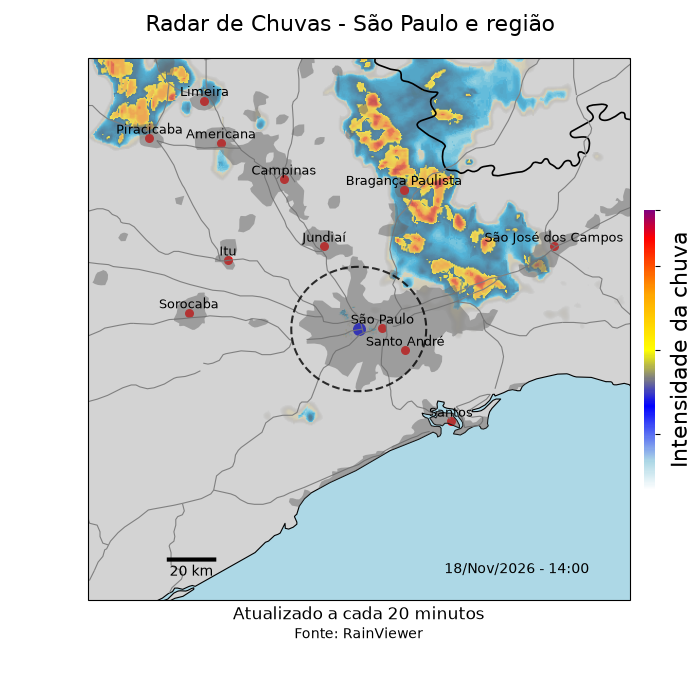 Radar de Chuvas - São Paulo e região
Limeira
Piracicaba
Americana
Campinas
Bragança Paulista
Jundiaí
São José dos Campos
Itu
Sorocaba
São Paulo
Santo André
Santos
Intensidade da chuva
20 km
18/Nov/2026 - 14:00
Atualizado a cada 20 minutos
Fonte: RainViewer